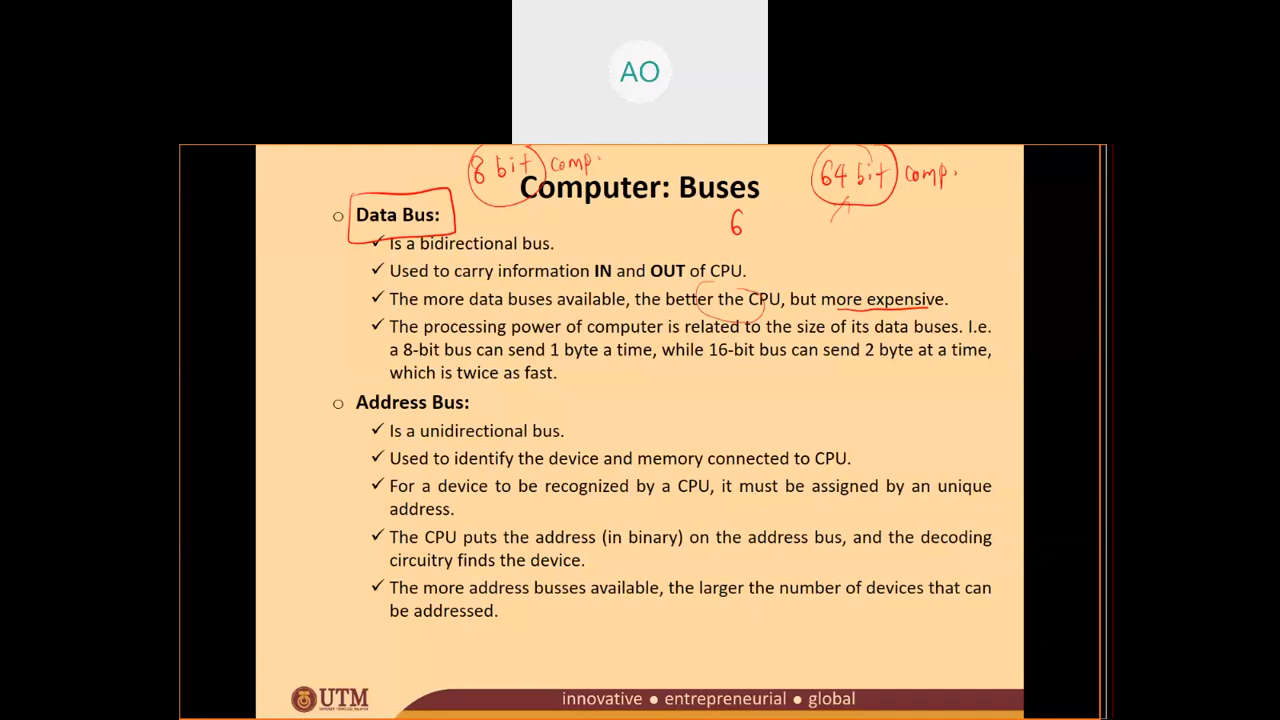 AO
8 bit comp.
64 bit comp.
Computer: Buses
Data Bus:
6
Is a bidirectional bus.
Used to carry information IN and OUT of CPU.
The more data buses available, the better the CPU, but more expensive.
The processing power of computer is related to the size of its data buses. I.e.
a 8-bit bus can send 1 byte a time, while 16-bit bus can send 2 byte at a time,
which is twice as fast.
Address Bus:
Is a unidirectional bus.
Used to identify the device and memory connected to CPU.
For a device to be recognized by a CPU, it must be assigned by an unique
address.
The CPU puts the address (in binary) on the address bus, and the decoding
circuitry finds the device.
The more address busses available, the larger the number of devices that can
be addressed.
UTM
innovative ● entrepreneurial ● global